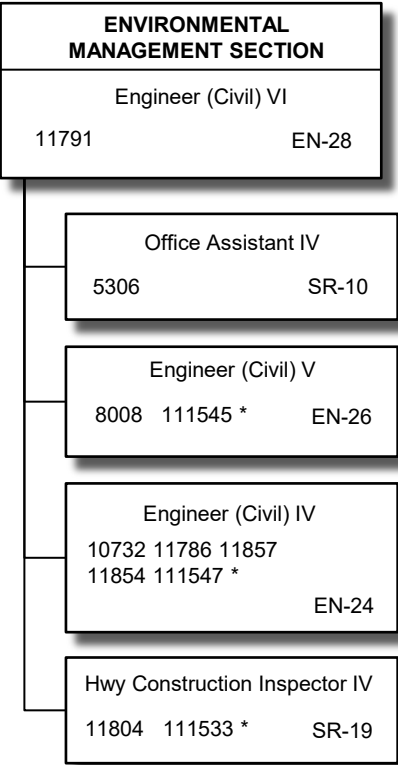 ENVIRONMENTAL
MANAGEMENT SECTION
Engineer (Civil) VI
11791 EN-28
Office Assistant IV
5306 SR-10
Engineer (Civil) V
8008 111545 * EN-26
Engineer (Civil) IV
10732 11786 11857
11854 111547 *
EN-24
Hwy Construction Inspector IV
11804 111533 * SR-19